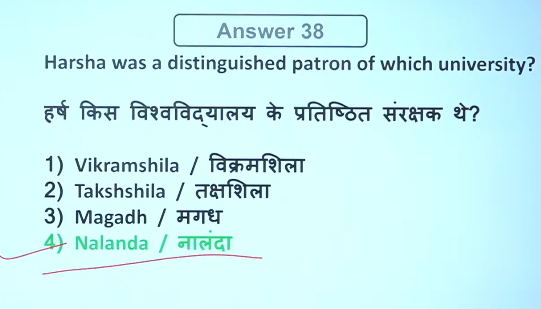 Answer 38
Harsha was a distinguished patron of which university?
हर्ष किस विश्वविद्यालय के प्रतिष्ठित संरक्षक थे?
1) Vikramshila / विक्रमशिला
2) Takshshila / तक्षशिला
3) Magadh / मगध
4) Nalanda / नालंदा